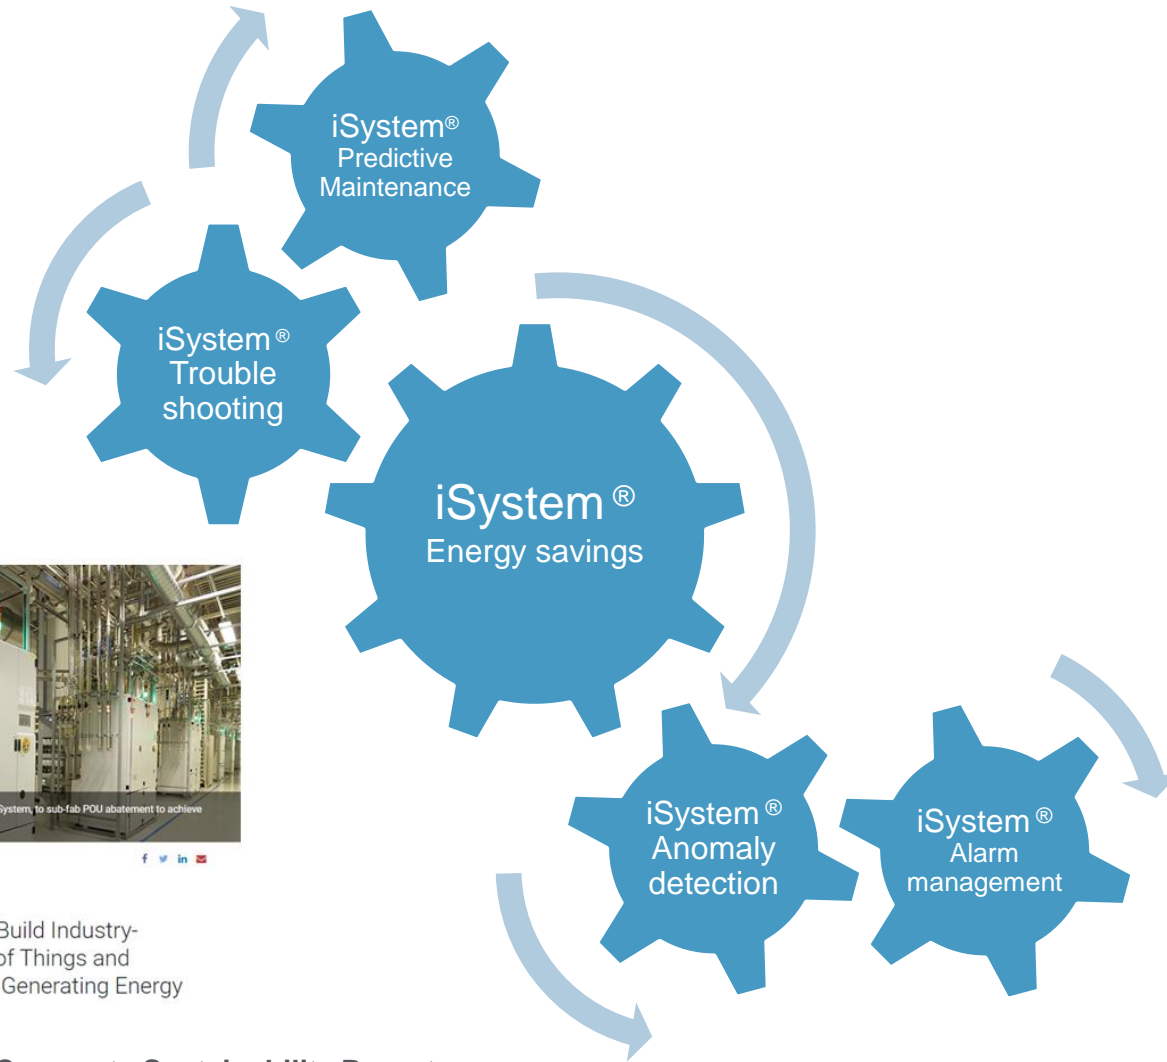 iSystem®
Predictive
Maintenance
iSystem ®
Trouble
shooting
iSystem ®
Energy savings
System, to sub-fab POU abatement to achieve
iSystem ®
Anomaly
detection
iSystem ®
Alarm
management
Build Industry-
of Things and
Generating Energy